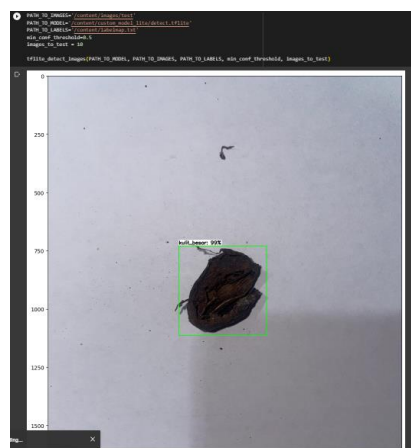 PATH_TO_IMAGES='/content/images/test'
PATH_TO_MODEL='/content/custom_model_lite/detect.tflite'
PATH_TO_LABELS='/content/labelmap.txt'
min_conf_threshold=0.5
images_to_test = 10
tflite_detect_images(PATH_TO_MODEL, PATH_TO_IMAGES, PATH_TO_LABELS, min_conf_threshold, images_to_test)
0
250
500
kulit_besar: 99%
750
1000
1250
1500